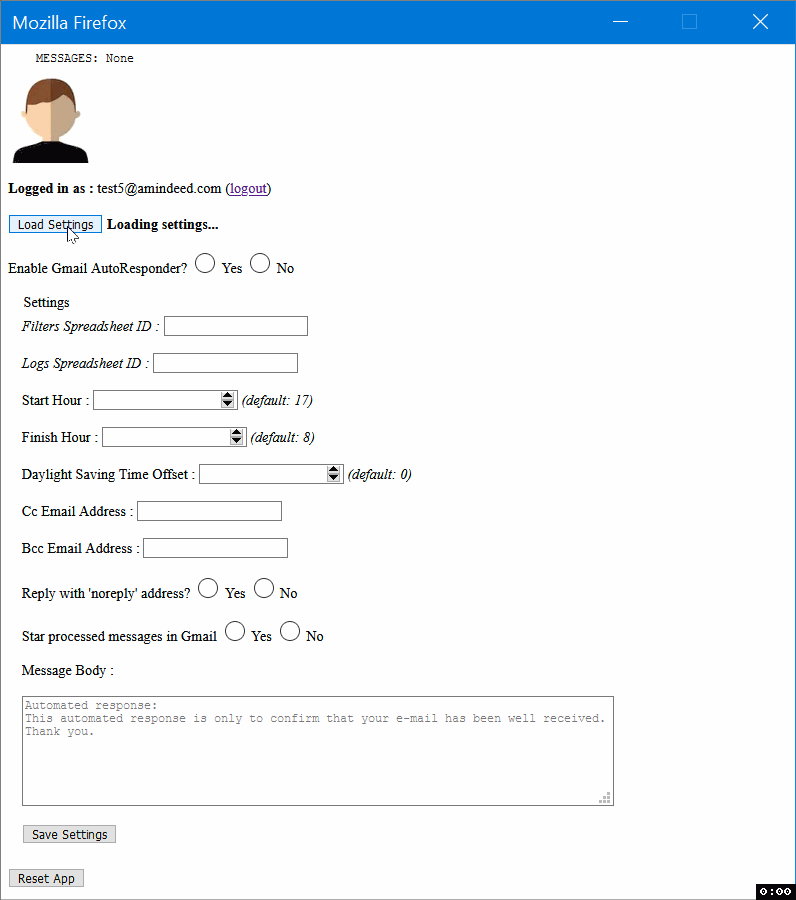 Mozilla Firefox
MESSAGES: None
Logged in as : test5@amindeed.com (logout)
Load Settings Loading settings...
Enable Gmail AutoResponder? Yes No
Settings
Filters Spreadsheet ID :
Logs Spreadsheet ID :
Start Hour : (default: 17)
Finish Hour : (default: 8)
Daylight Saving Time Offset : (default: 0)
Cc Email Address :
Bcc Email Address :
Reply with 'noreply' address? Yes No
Star processed messages in Gmail Yes No
Message Body :
Automated response:
This automated response is only to confirm that your e-mail has been well received.
Thank you.
Save Settings
Reset App
0:00